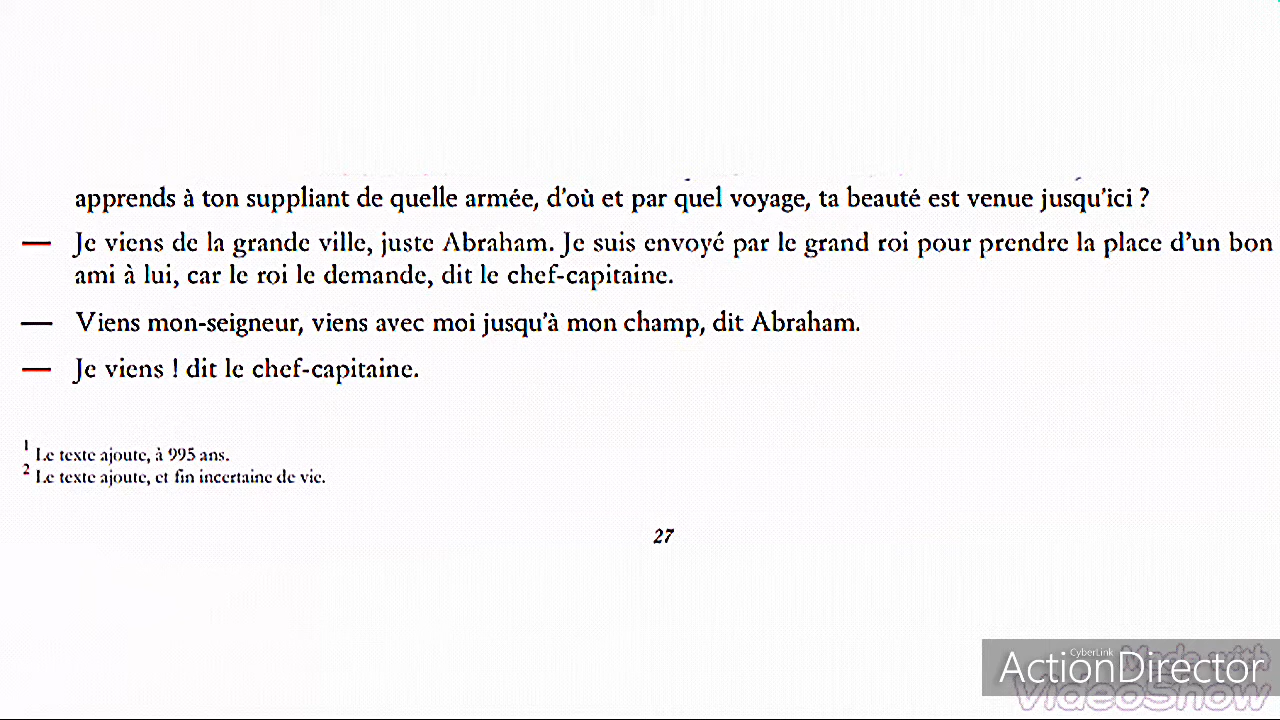 apprends à ton suppliant de quelle armée, d'où et par quel voyage, ta beauté est venue jusqu'ici ?
— Je viens de la grande ville, juste Abraham. Je suis envoyé par le grand roi pour prendre la place d'un bon
ami à lui, car le roi le demande, dit le chef-capitaine.
— Viens mon-seigneur, viens avec moi jusqu'à mon champ, dit Abraham.
— Je viens ! dit le chef-capitaine.
1 Le texte ajoute, à 995 ans.
2 Le texte ajoute, et fin incertaine de vie.
27
CyberLink
ActionDirector
Made with
VideoShow